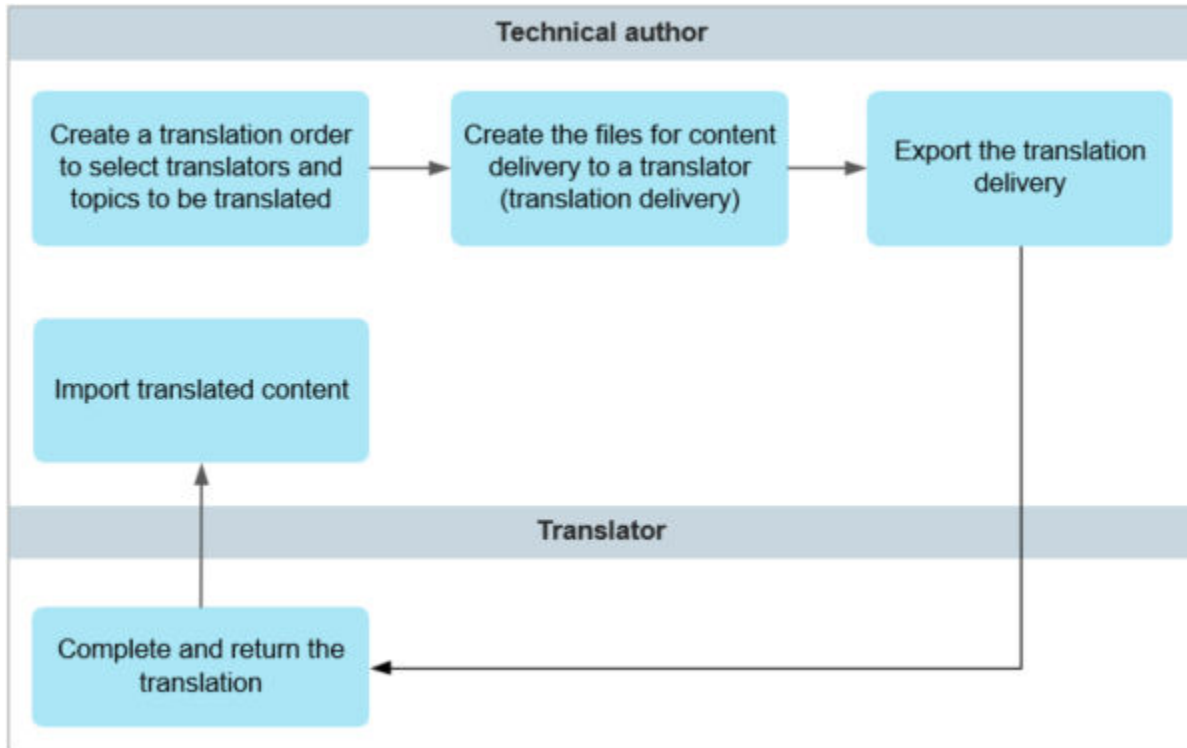 Technical author
Create a translation order
to select translators and
topics to be translated
Create the files for content
delivery to a translator
(translation delivery)
Export the translation
delivery
Import translated content
Translator
Complete and return the
translation